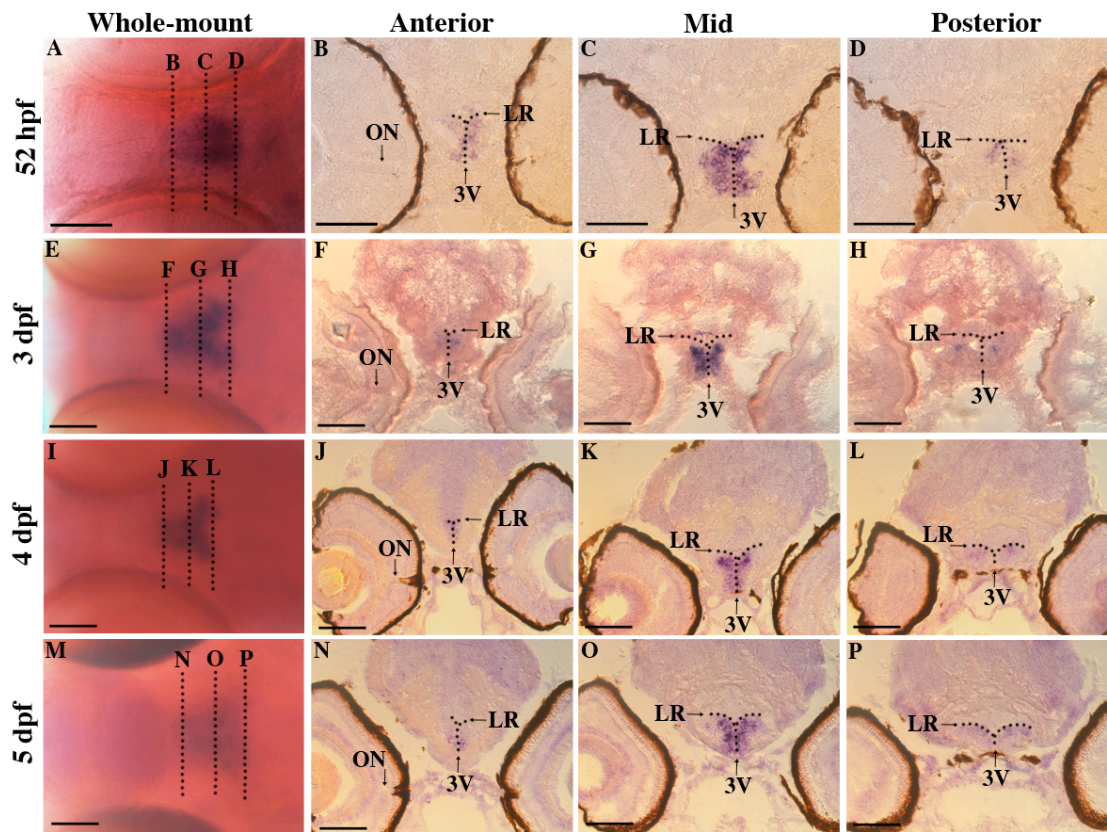 Whole-mount Anterior Mid Posterior
52 hpf
A B C D
B ON LR 3V
C LR 3V
D LR 3V
3 dpf
E F G H
F ON LR 3V
G LR 3V
H LR 3V
4 dpf
I J K L
J ON LR 3V
K LR 3V
L LR 3V
5 dpf
M N O P
N ON LR 3V
O LR 3V
P LR 3V